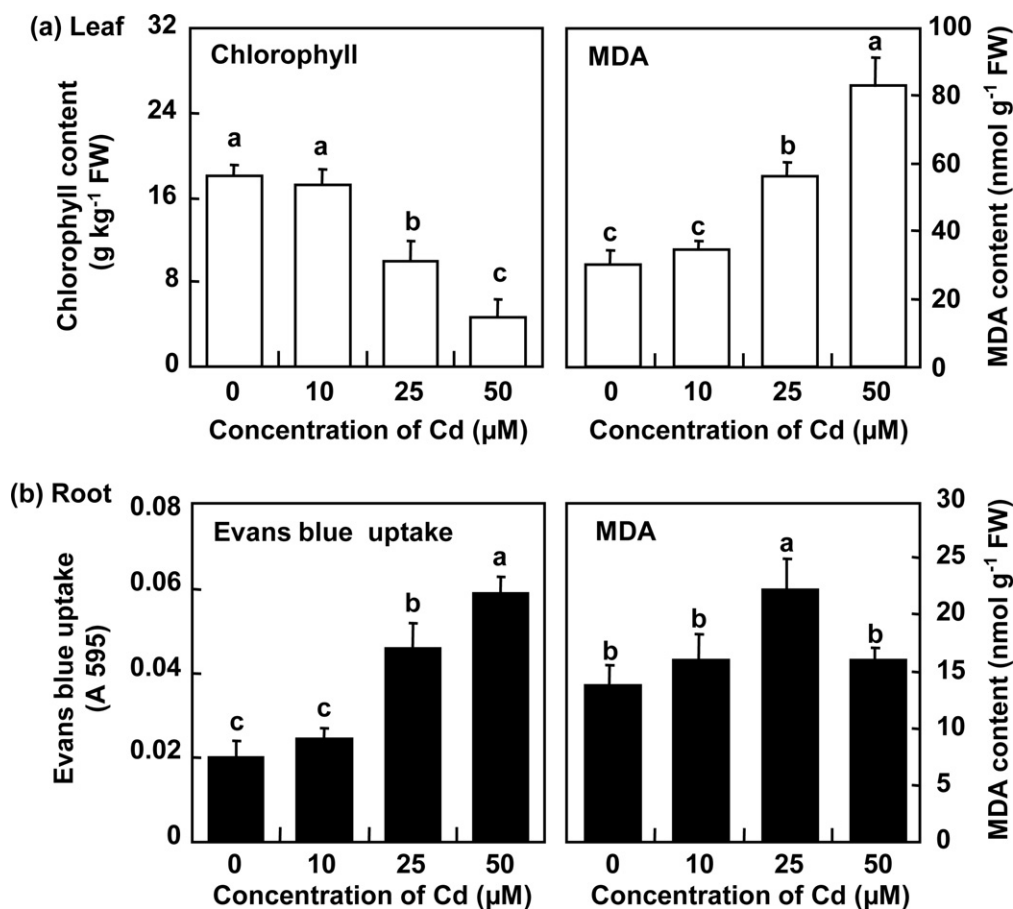 (a) Leaf
Chlorophyll content
(g kg⁻¹ FW)
32
24
16
8
0
Chlorophyll
a
a
b
c
0 10 25 50
Concentration of Cd (µM)
MDA
c
c
b
a
0 10 25 50
Concentration of Cd (µM)
100
80
60
40
20
0
MDA content (nmol g⁻¹ FW)
(b) Root
Evans blue uptake
(A 595)
0.08
0.06
0.04
0.02
0
Evans blue uptake
c
c
b
a
0 10 25 50
Concentration of Cd (µM)
MDA
b
b
a
b
0 10 25 50
Concentration of Cd (µM)
30
25
20
15
10
5
0
MDA content (nmol g⁻¹ FW)